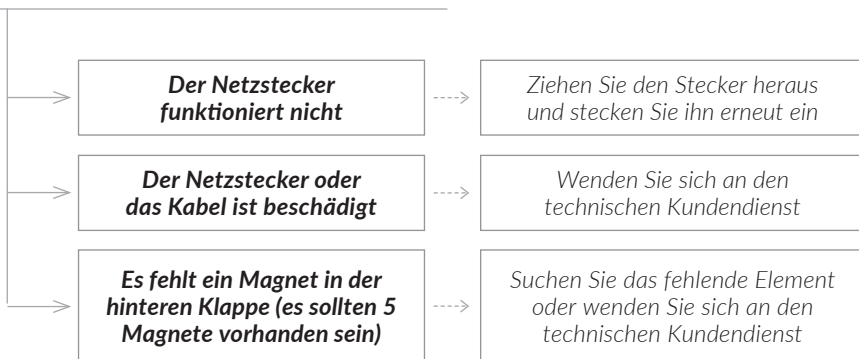 Der Netzstecker
funktioniert nicht
Ziehen Sie den Stecker heraus
und stecken Sie ihn erneut ein
Der Netzstecker oder
das Kabel ist beschädigt
Wenden Sie sich an den
technischen Kundendienst
Es fehlt ein Magnet in der
hinteren Klappe (es sollten 5
Magnete vorhanden sein)
Suchen Sie das fehlende Element
oder wenden Sie sich an den
technischen Kundendienst